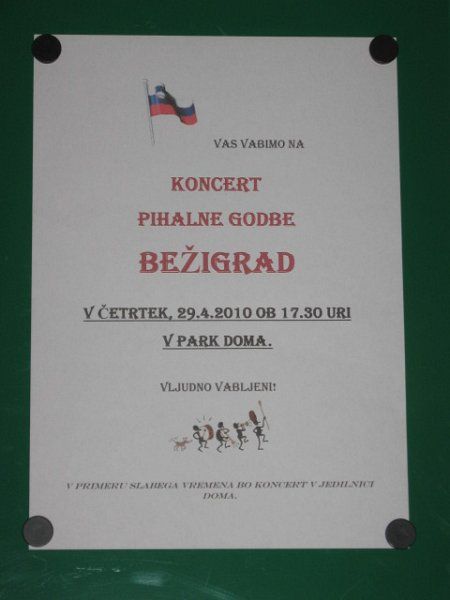 VAS VABIMO NA
KONCERT
PIHALNE GODBE
BEŽIGRAD
V ČETRTEK, 29.4.2010 OB 17.30 URI
V PARK DOMA.
VLJUDNO VABLJENI!
V PRIMERU SLABEGA VREMENA BO KONCERT V JEDILNICI
DOMA.